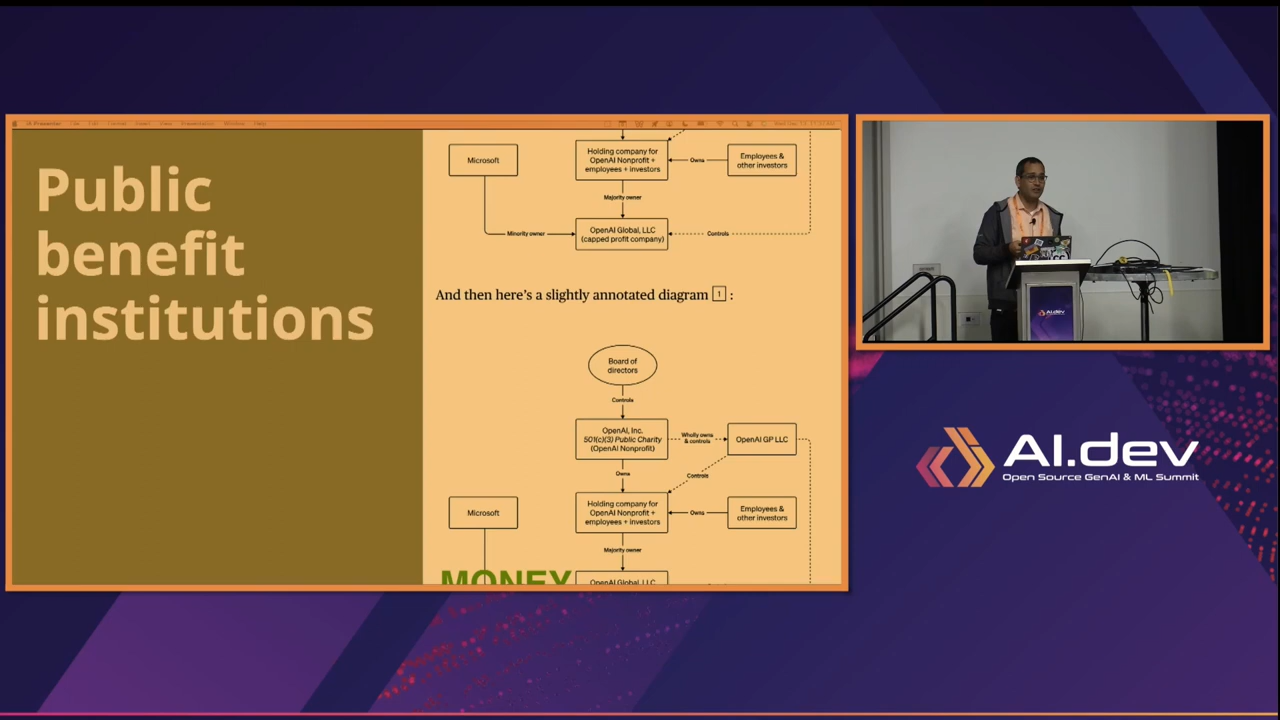 Public
benefit
institutions
Microsoft
Holding company for
OpenAI Nonprofit +
employees + investors
Owns
Employees &
other investors
Majority owner
Minority owner
OpenAI Global, LLC
(capped profit company)
Controls
And then here's a slightly annotated diagram 1 :
Board of
directors
Controls
OpenAI, Inc.
501(c)(3) Public Charity
(OpenAI Nonprofit)
Wholly owns
& controls
OpenAI GP LLC
Owns
Controls
Microsoft
Holding company for
OpenAI Nonprofit +
employees + investors
Owns
Employees &
other investors
Majority owner
MONEY
OpenAI Global, LLC
AI.dev
AI.dev
Open Source GenAI & ML Summit